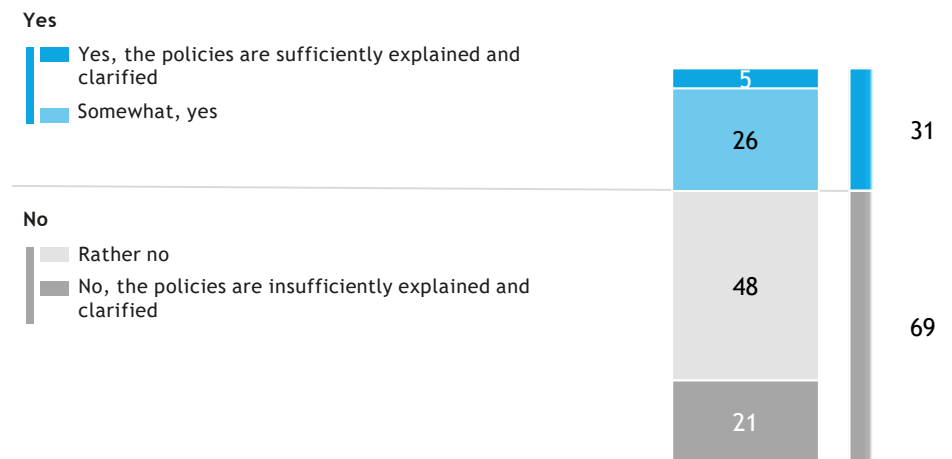 Yes
Yes, the policies are sufficiently explained and
clarified
Somewhat, yes
5
26
31
No
Rather no
No, the policies are insufficiently explained and
clarified
48
69
21